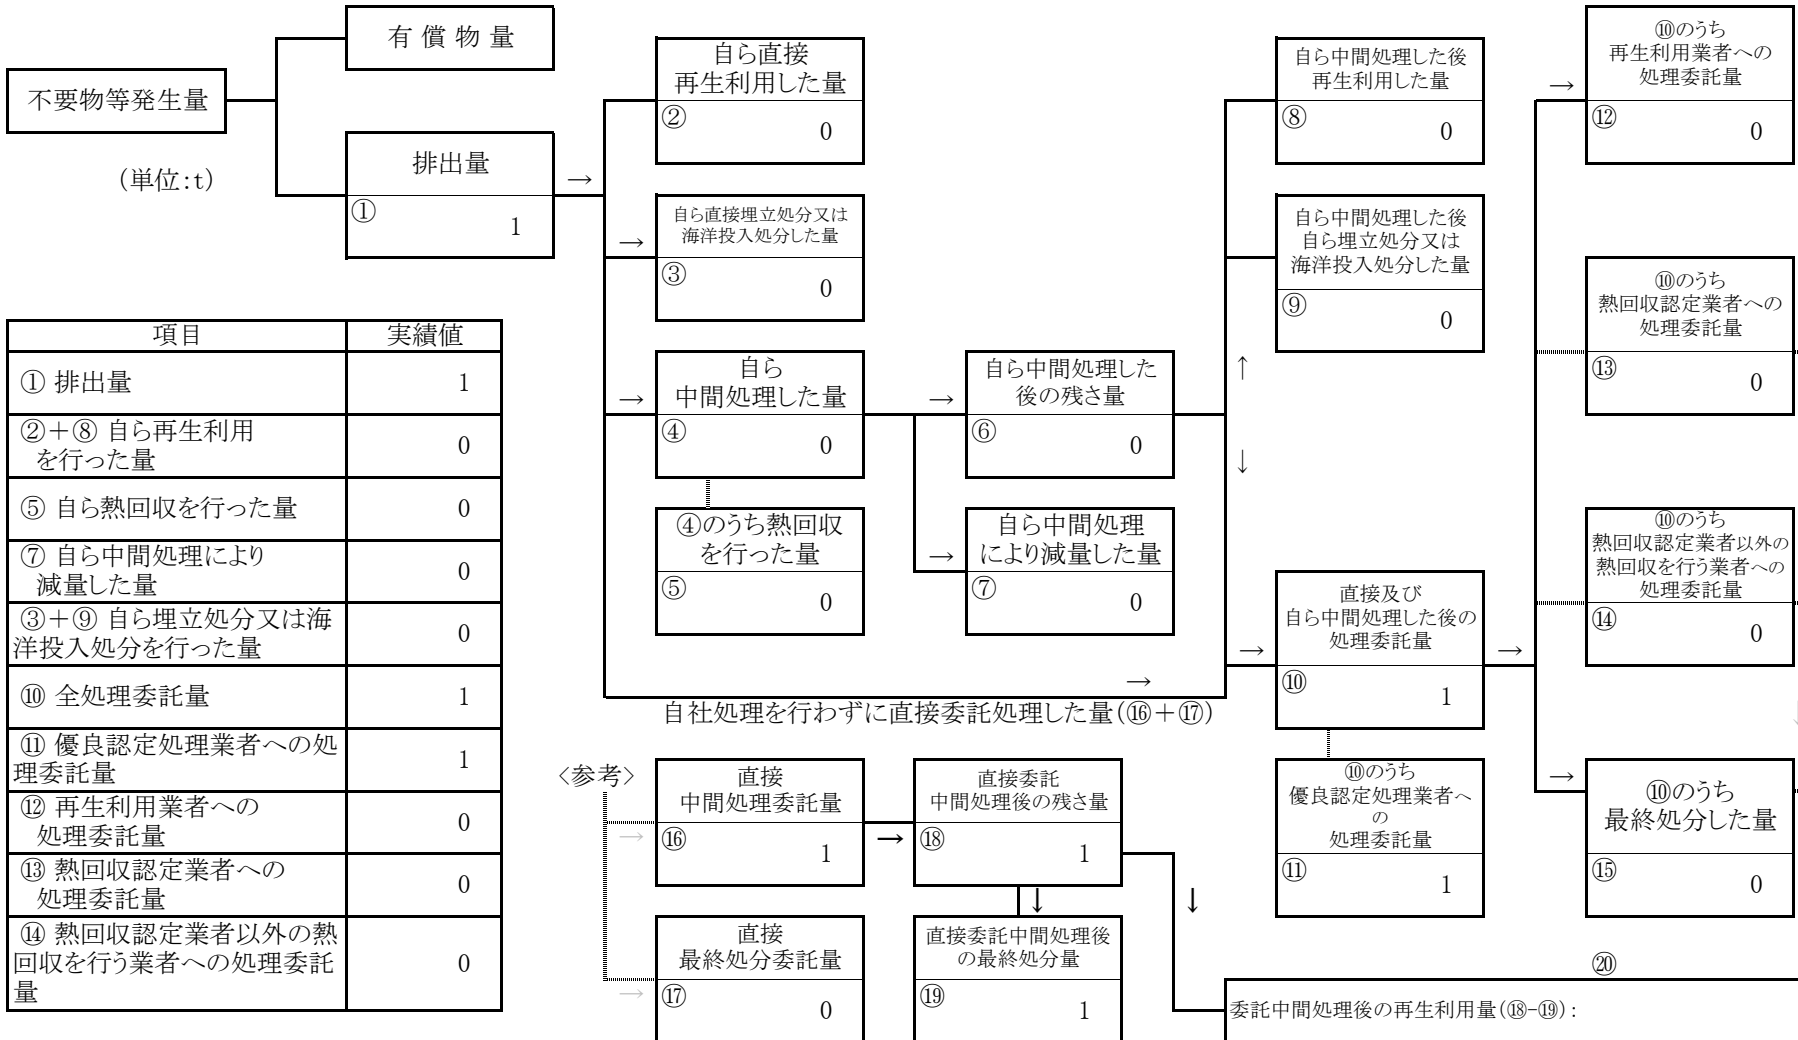 有 償 物 量
不要物等発生量
(単位:t)
排出量
①
1
→
自ら直接
再生利用した量
②
0
→
自ら直接埋立処分又は
海洋投入処分した量
③
0
→
自ら
中間処理した量
④
0
④のうち熱回収
を行った量
⑤
0
→
自ら中間処理した
後の残さ量
⑥
0
→
自ら中間処理
により減量した量
⑦
0
自ら中間処理した後
再生利用した量
⑧
0
自ら中間処理した後
自ら埋立処分又は
海洋投入処分した量
⑨
0
↑
↓
→
自社処理を行わずに直接委託処理した量(⑯+⑰)
→
直接及び
自ら中間処理した後の
処理委託量
⑩
1
⑩のうち
優良認定処理業者へ
の
処理委託量
⑪
1
→
→
⑩のうち
再生利用業者への
処理委託量
⑫
0
⑩のうち
熱回収認定業者への
処理委託量
⑬
0
⑩のうち
熱回収認定業者以外の
熱回収を行う業者への
処理委託量
⑭
0
→
⑩のうち
最終処分した量
⑮
0
項目 実績値
① 排出量 1
②+⑧ 自ら再生利用
を行った量 0
⑤ 自ら熱回収を行った量 0
⑦ 自ら中間処理により
減量した量 0
③+⑨ 自ら埋立処分又は海
洋投入処分を行った量 0
⑩ 全処理委託量 1
⑪ 優良認定処理業者への処
理委託量 1
⑫ 再生利用業者への
処理委託量 0
⑬ 熱回収認定業者への
処理委託量 0
⑭ 熱回収認定業者以外の熱
回収を行う業者への処理委託
量 0
<参考>
→
直接
中間処理委託量
⑯
1
→
直接委託
中間処理後の残さ量
⑱
1
↓
↓
→
直接
最終処分委託量
⑰
0
直接委託中間処理後
の最終処分量
⑲
1
⑳
委託中間処理後の再生利用量(⑱-⑲):